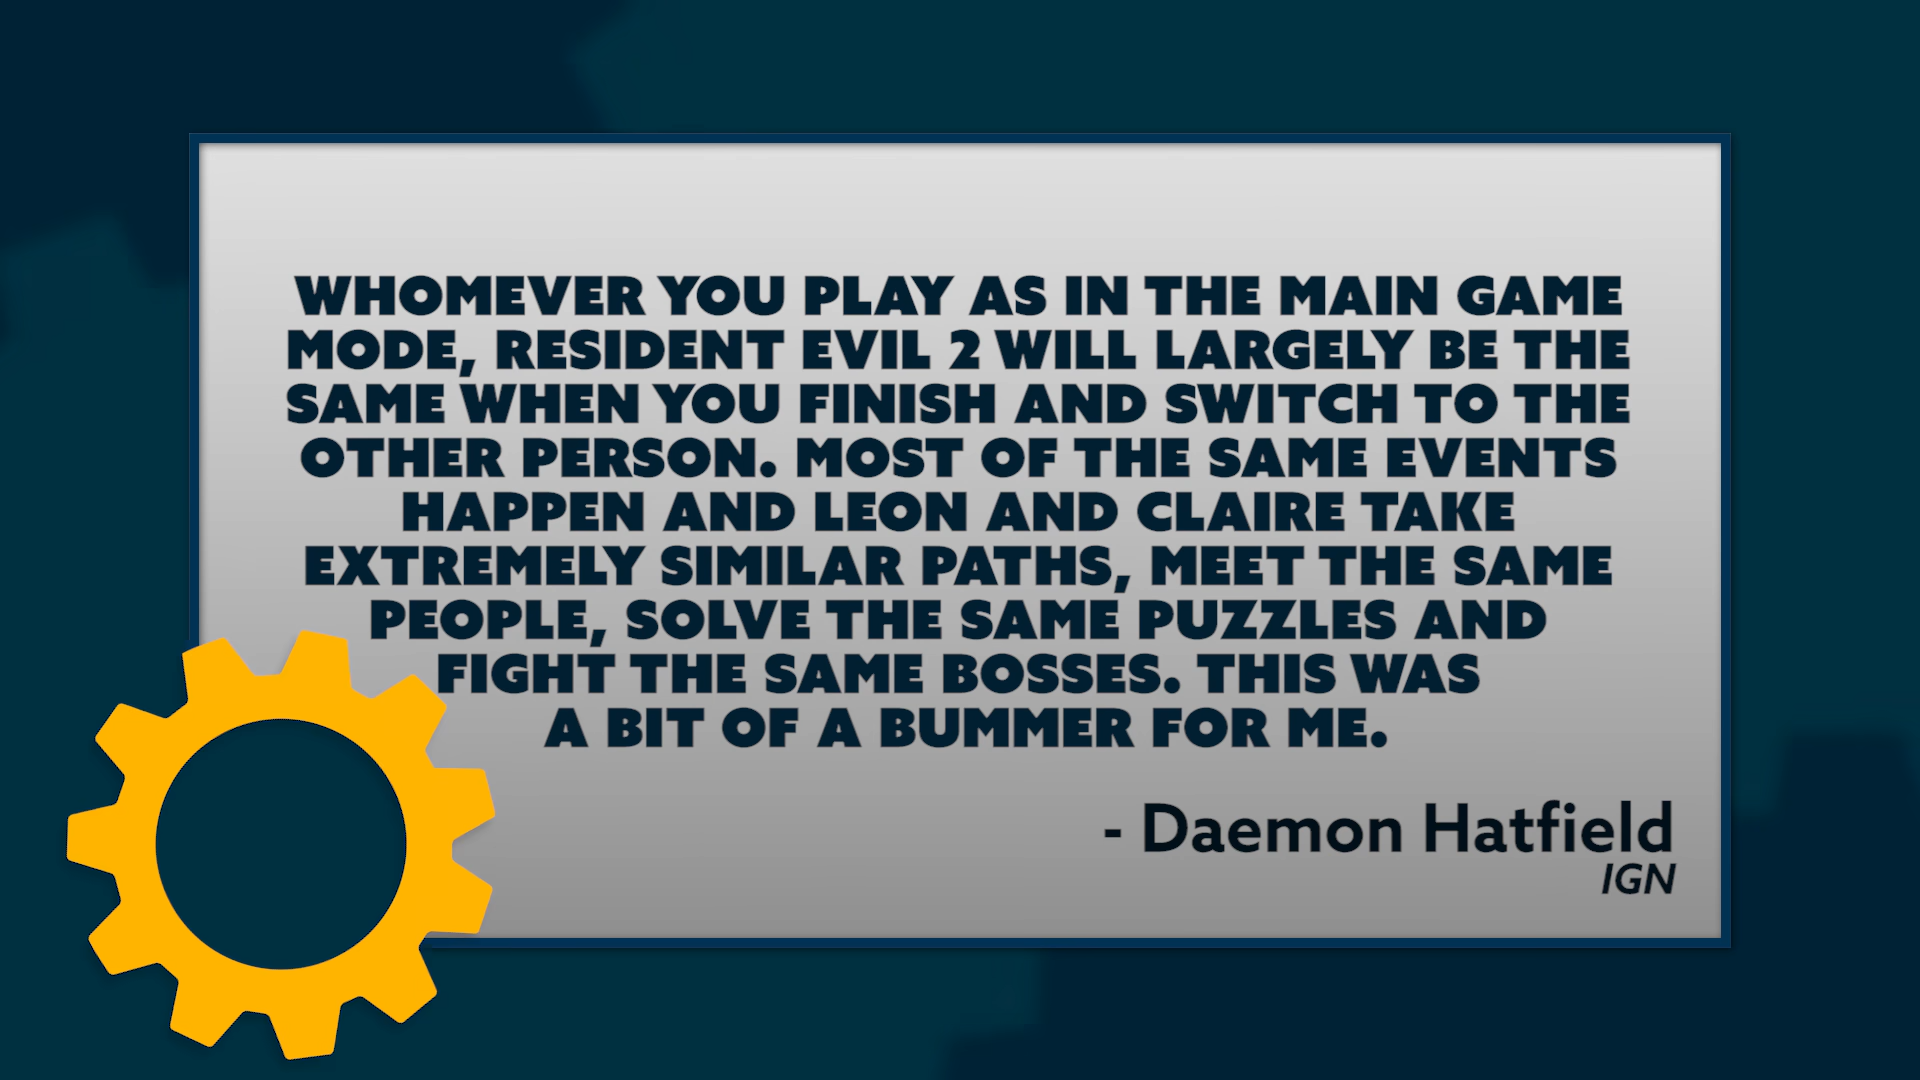 WHOMEVER YOU PLAY AS IN THE MAIN GAME
MODE, RESIDENT EVIL 2 WILL LARGELY BE THE
SAME WHEN YOU FINISH AND SWITCH TO THE
OTHER PERSON. MOST OF THE SAME EVENTS
HAPPEN AND LEON AND CLAIRE TAKE
EXTREMELY SIMILAR PATHS, MEET THE SAME
PEOPLE, SOLVE THE SAME PUZZLES AND
FIGHT THE SAME BOSSES. THIS WAS
A BIT OF A BUMMER FOR ME.
- Daemon Hatfield
IGN